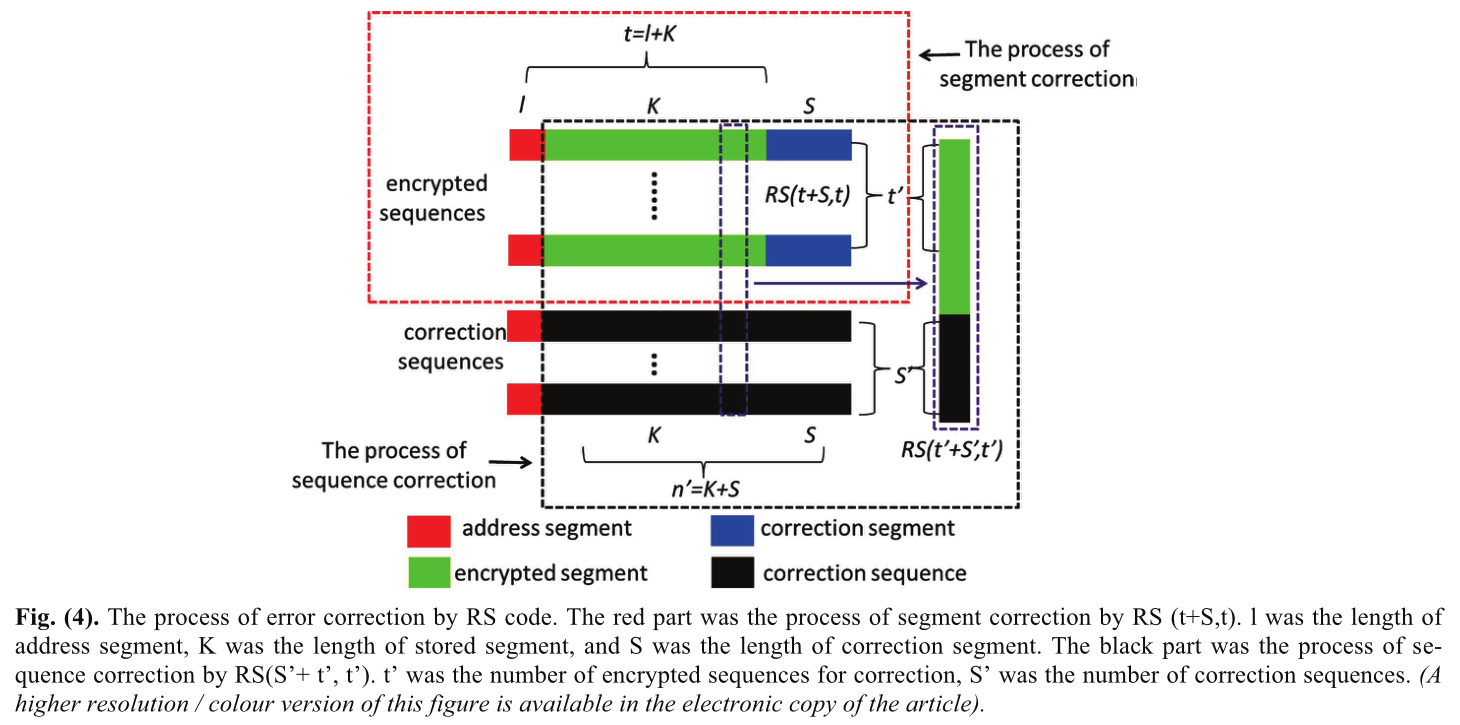 t=l+K
The process of
segment correction
l K S
encrypted
sequences
RS(t+S,t)
t’
correction
sequences
S’
K S
RS(t’+S’,t’)
The process of
sequence correction
n’=K+S
address segment
correction segment
encrypted segment
correction sequence
Fig. (4). The process of error correction by RS code. The red part was the process of segment correction by RS (t+S,t). l was the length of
address segment, K was the length of stored segment, and S was the length of correction segment. The black part was the process of se-
quence correction by RS(S’+ t’, t’). t’ was the number of encrypted sequences for correction, S’ was the number of correction sequences. (A
higher resolution / colour version of this figure is available in the electronic copy of the article).